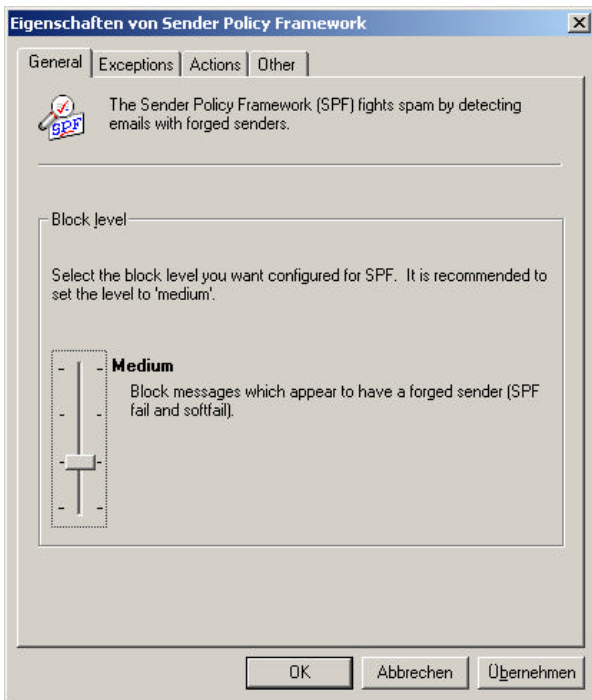 Eigenschaften von Sender Policy Framework
General Exceptions Actions Other
SPF
The Sender Policy Framework (SPF) fights spam by detecting
emails with forged senders.
Block level
Select the block level you want configured for SPF. It is recommended to
set the level to 'medium'.
Medium
Block messages which appear to have a forged sender (SPF
fail and softfail).
OK Abbrechen Übernehmen